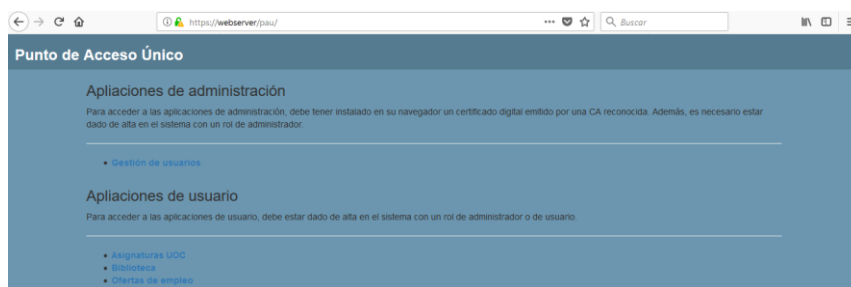 https://webserver/pau/
Buscar
Punto de Acceso Único
Apliaciones de administración
Para acceder a las aplicaciones de administración, debe tener instalado en su navegador un certificado digital emitido por una CA reconocida. Además, es necesario estar
dado de alta en el sistema con un rol de administrador.
Gestión de usuarios
Apliaciones de usuario
Para acceder a las aplicaciones de usuario, debe estar dado de alta en el sistema con un rol de administrador o de usuario.
Asignaturas UOC
Biblioteca
Ofertas de empleo